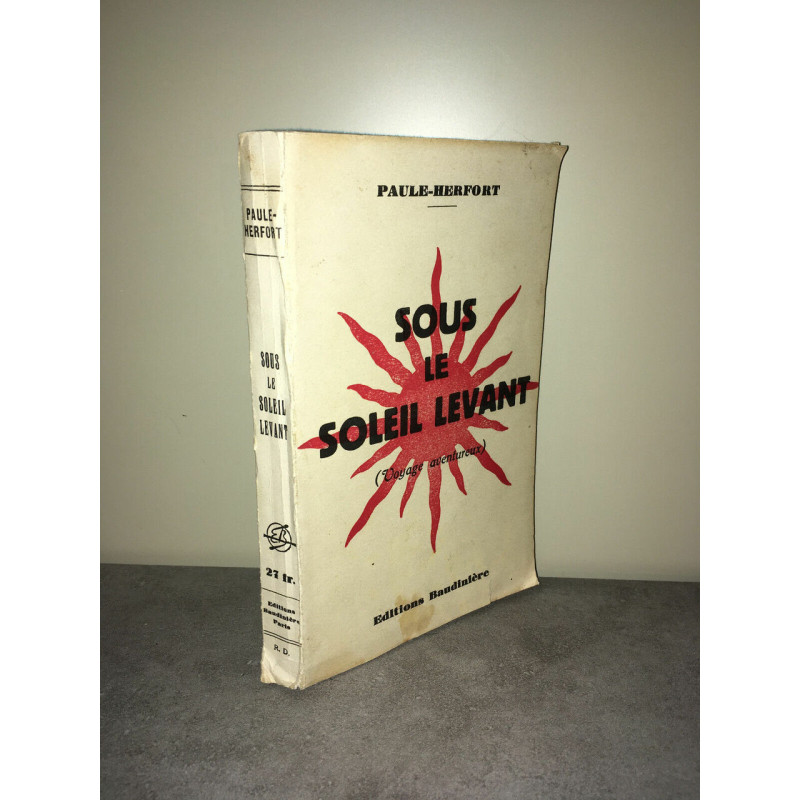 PAULE-HERFORT
SOUS
LE
SOLEIL LEVANT
(Voyage aventureux)
Editions Baudinière
PAULE-
HERFORT
SOUS
LE
SOLEIL
LEVANT
EB
27 fr.
Editions
Baudinière
Paris
R. D.